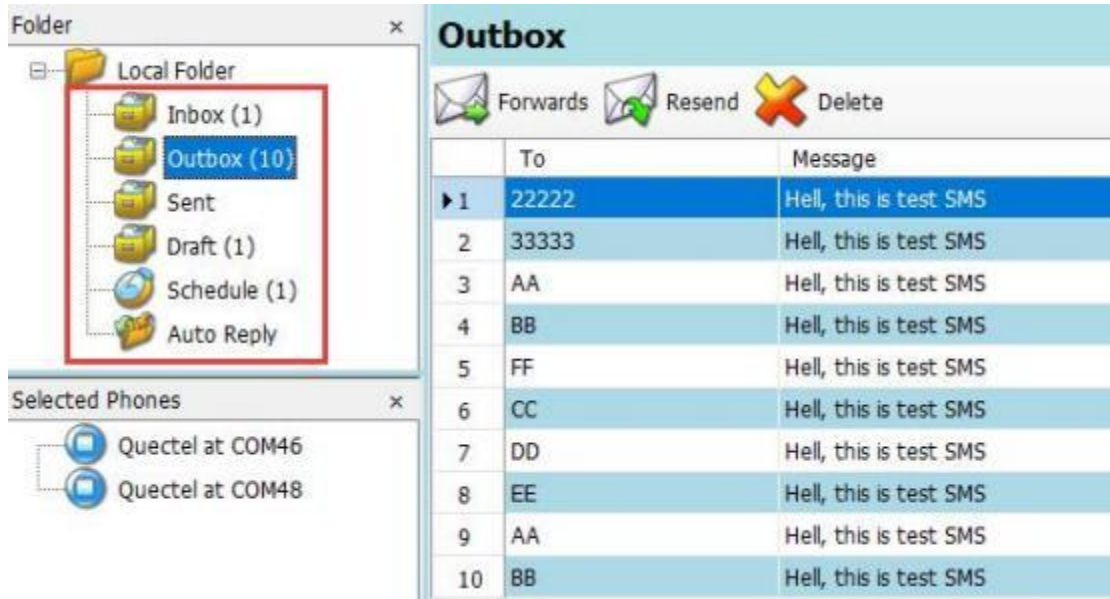 Folder ×
Local Folder
Inbox (1)
Outbox (10)
Sent
Draft (1)
Schedule (1)
Auto Reply
Selected Phones ×
Quectel at COM46
Quectel at COM48
Outbox
Forwards Resend Delete
To Message
1 22222 Hell, this is test SMS
2 33333 Hell, this is test SMS
3 AA Hell, this is test SMS
4 BB Hell, this is test SMS
5 FF Hell, this is test SMS
6 CC Hell, this is test SMS
7 DD Hell, this is test SMS
8 EE Hell, this is test SMS
9 AA Hell, this is test SMS
10 BB Hell, this is test SMS